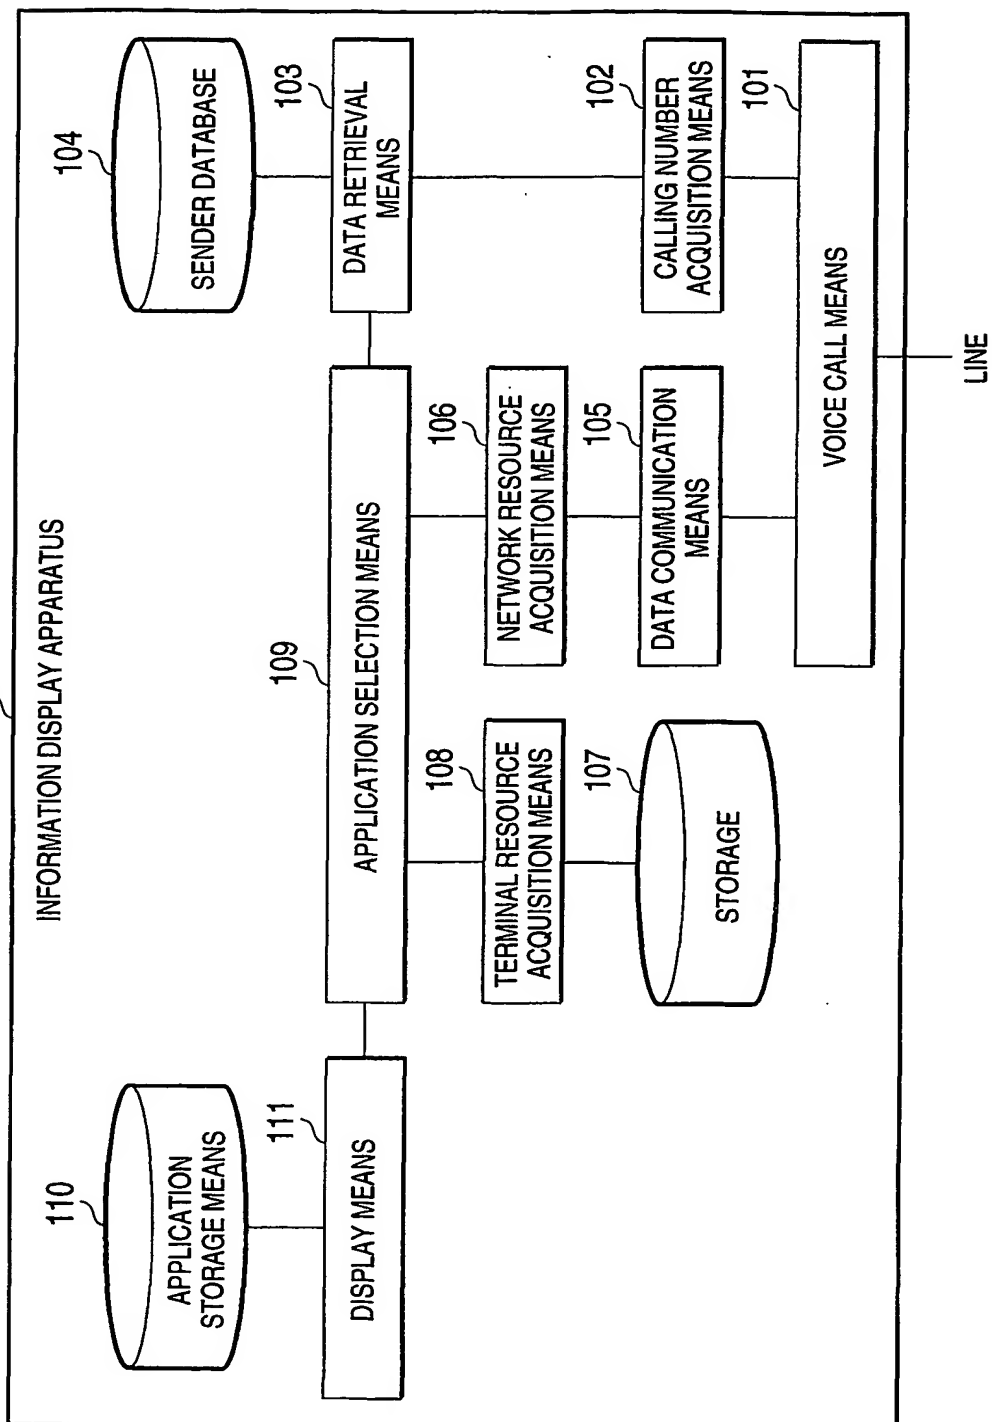 INFORMATION DISPLAY APPARATUS
110
APPLICATION
STORAGE MEANS
104
SENDER DATABASE
111
DISPLAY MEANS
109
APPLICATION SELECTION MEANS
103
DATA RETRIEVAL
MEANS
108
TERMINAL RESOURCE
ACQUISITION MEANS
106
NETWORK RESOURCE
ACQUISITION MEANS
107
STORAGE
105
DATA COMMUNICATION
MEANS
102
CALLING NUMBER
ACQUISITION MEANS
101
VOICE CALL MEANS
LINE